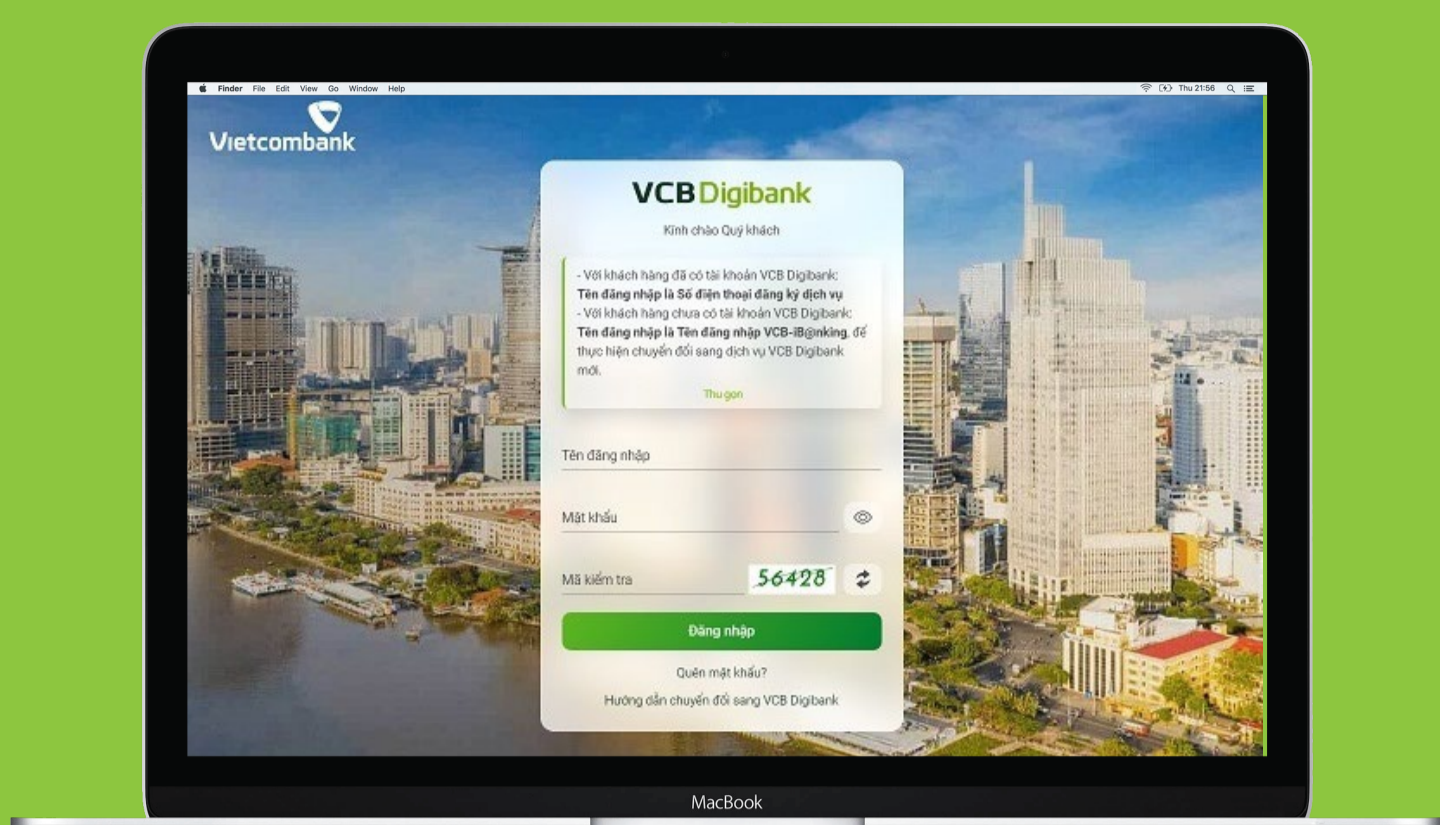 Finder File Edit View Go Window Help
Thu 21:56
Vietcombank
VCB Digibank
Kính chào Quý khách
- Với khách hàng đã có tài khoản VCB Digibank:
Tên đăng nhập là Số điện thoại đăng ký dịch vụ
- Với khách hàng chưa có tài khoản VCB Digibank:
Tên đăng nhập là Tên đăng nhập VCB-iB@nking, để
thực hiện chuyển đổi sang dịch vụ VCB Digibank
mới.
Thu gọn
Tên đăng nhập
Mật khẩu
Mã kiểm tra 56428
Đăng nhập
Quên mật khẩu?
Hướng dẫn chuyển đổi sang VCB Digibank
MacBook